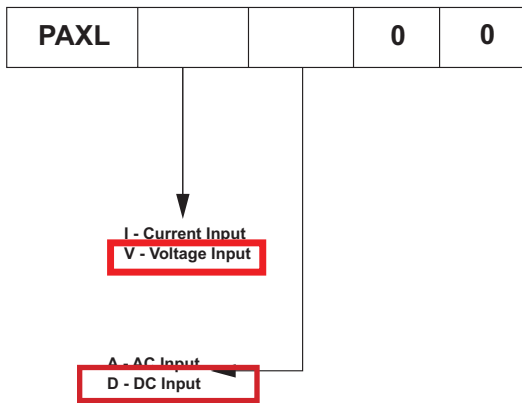 PAXL 0 0
I - Current Input
V - Voltage Input
A - AC Input
D - DC Input